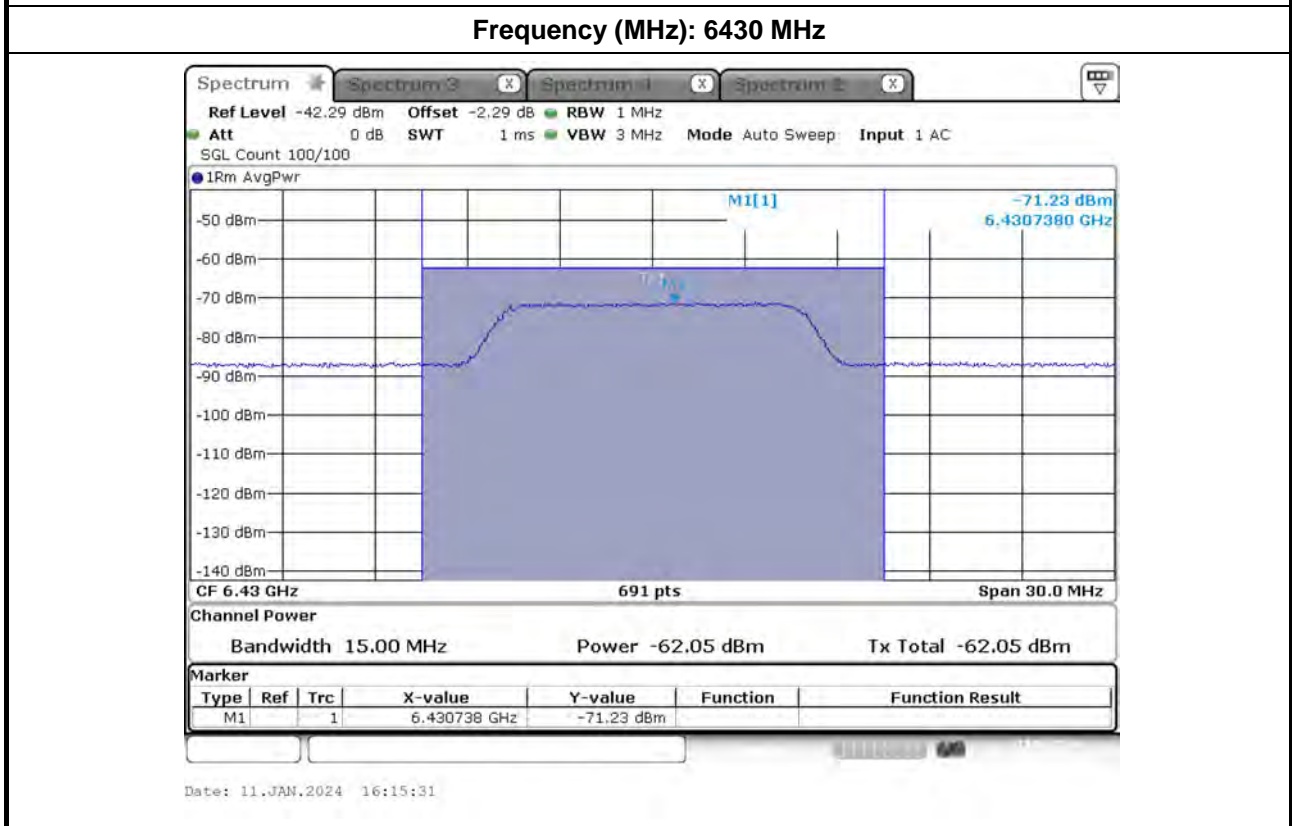 Frequency (MHz): 6430 MHz
Spectrum Spectrum 3 X Spectrum 4 X Spectrum 2 X
Ref Level -42.29 dBm Offset -2.29 dB RBW 1 MHz
Att 0 dB SWT 1 ms VBW 3 MHz Mode Auto Sweep Input 1 AC
SGL Count 100/100
1Rm AvgPwr
M1[1] -71.23 dBm
6.4307380 GHz
-50 dBm
-60 dBm
-70 dBm
-80 dBm
-90 dBm
-100 dBm
-110 dBm
-120 dBm
-130 dBm
-140 dBm
CF 6.43 GHz 691 pts Span 30.0 MHz
Channel Power
Bandwidth 15.00 MHz Power -62.05 dBm Tx Total -62.05 dBm
Marker
Type Ref Trc X-value Y-value Function Function Result
M1 1 6.430738 GHz -71.23 dBm
Date: 11.JAN.2024 16:15:31